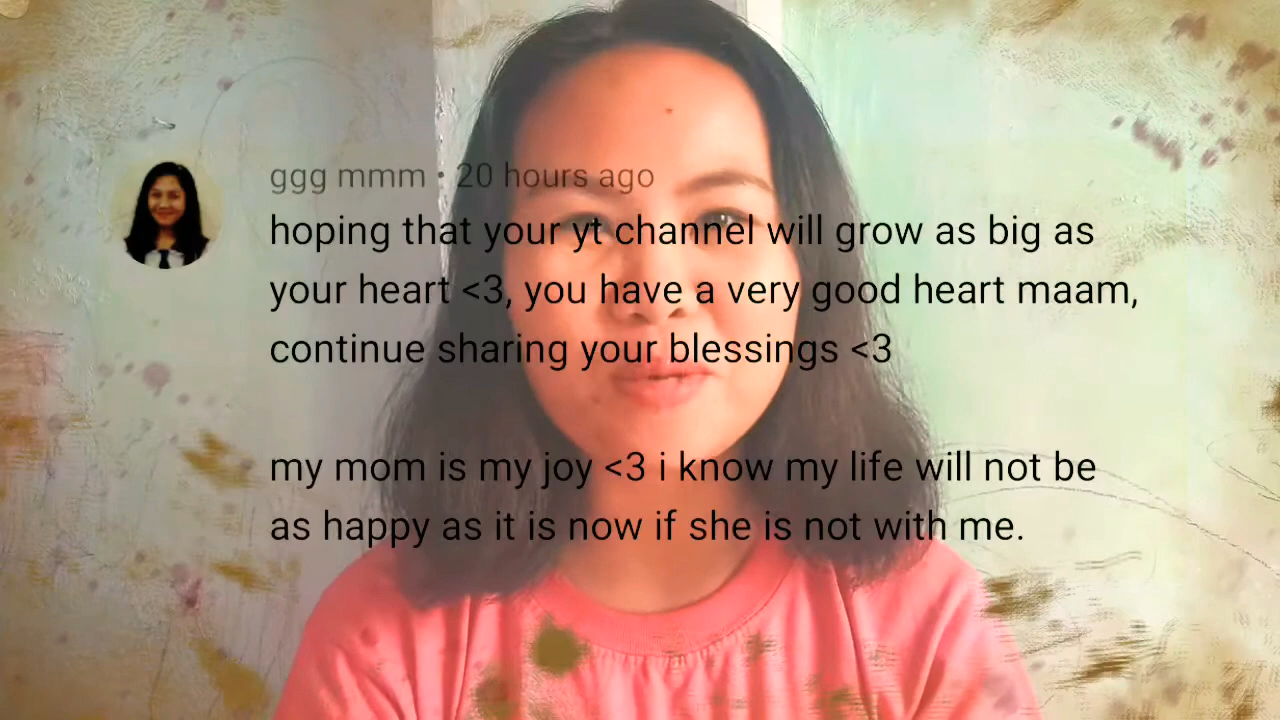 ggg mmm • 20 hours ago
hoping that your yt channel will grow as big as
your heart <3, you have a very good heart maam,
continue sharing your blessings <3
my mom is my joy <3 i know my life will not be
as happy as it is now if she is not with me.